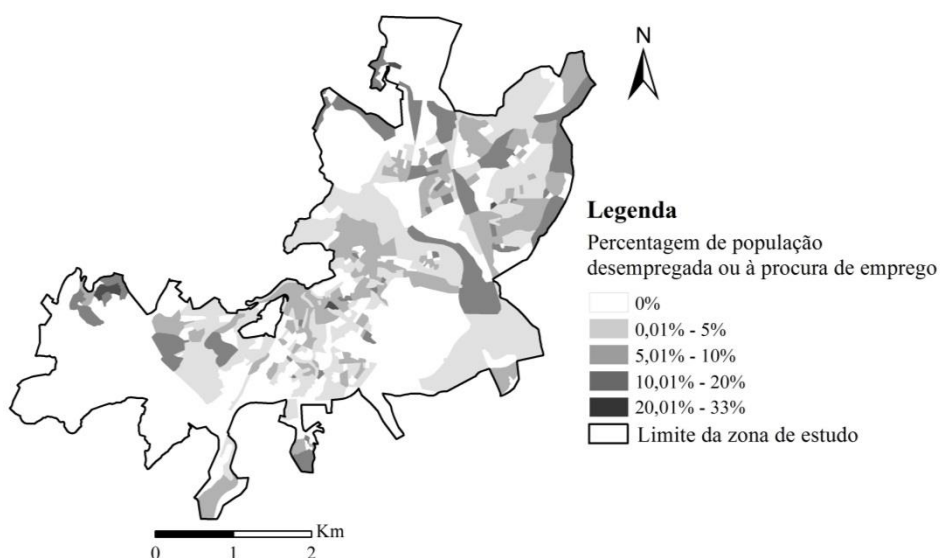 N
Legenda
Percentagem de população
desempregada ou à procura de emprego
0%
0,01% - 5%
5,01% - 10%
10,01% - 20%
20,01% - 33%
Limite da zona de estudo
Km
0 1 2